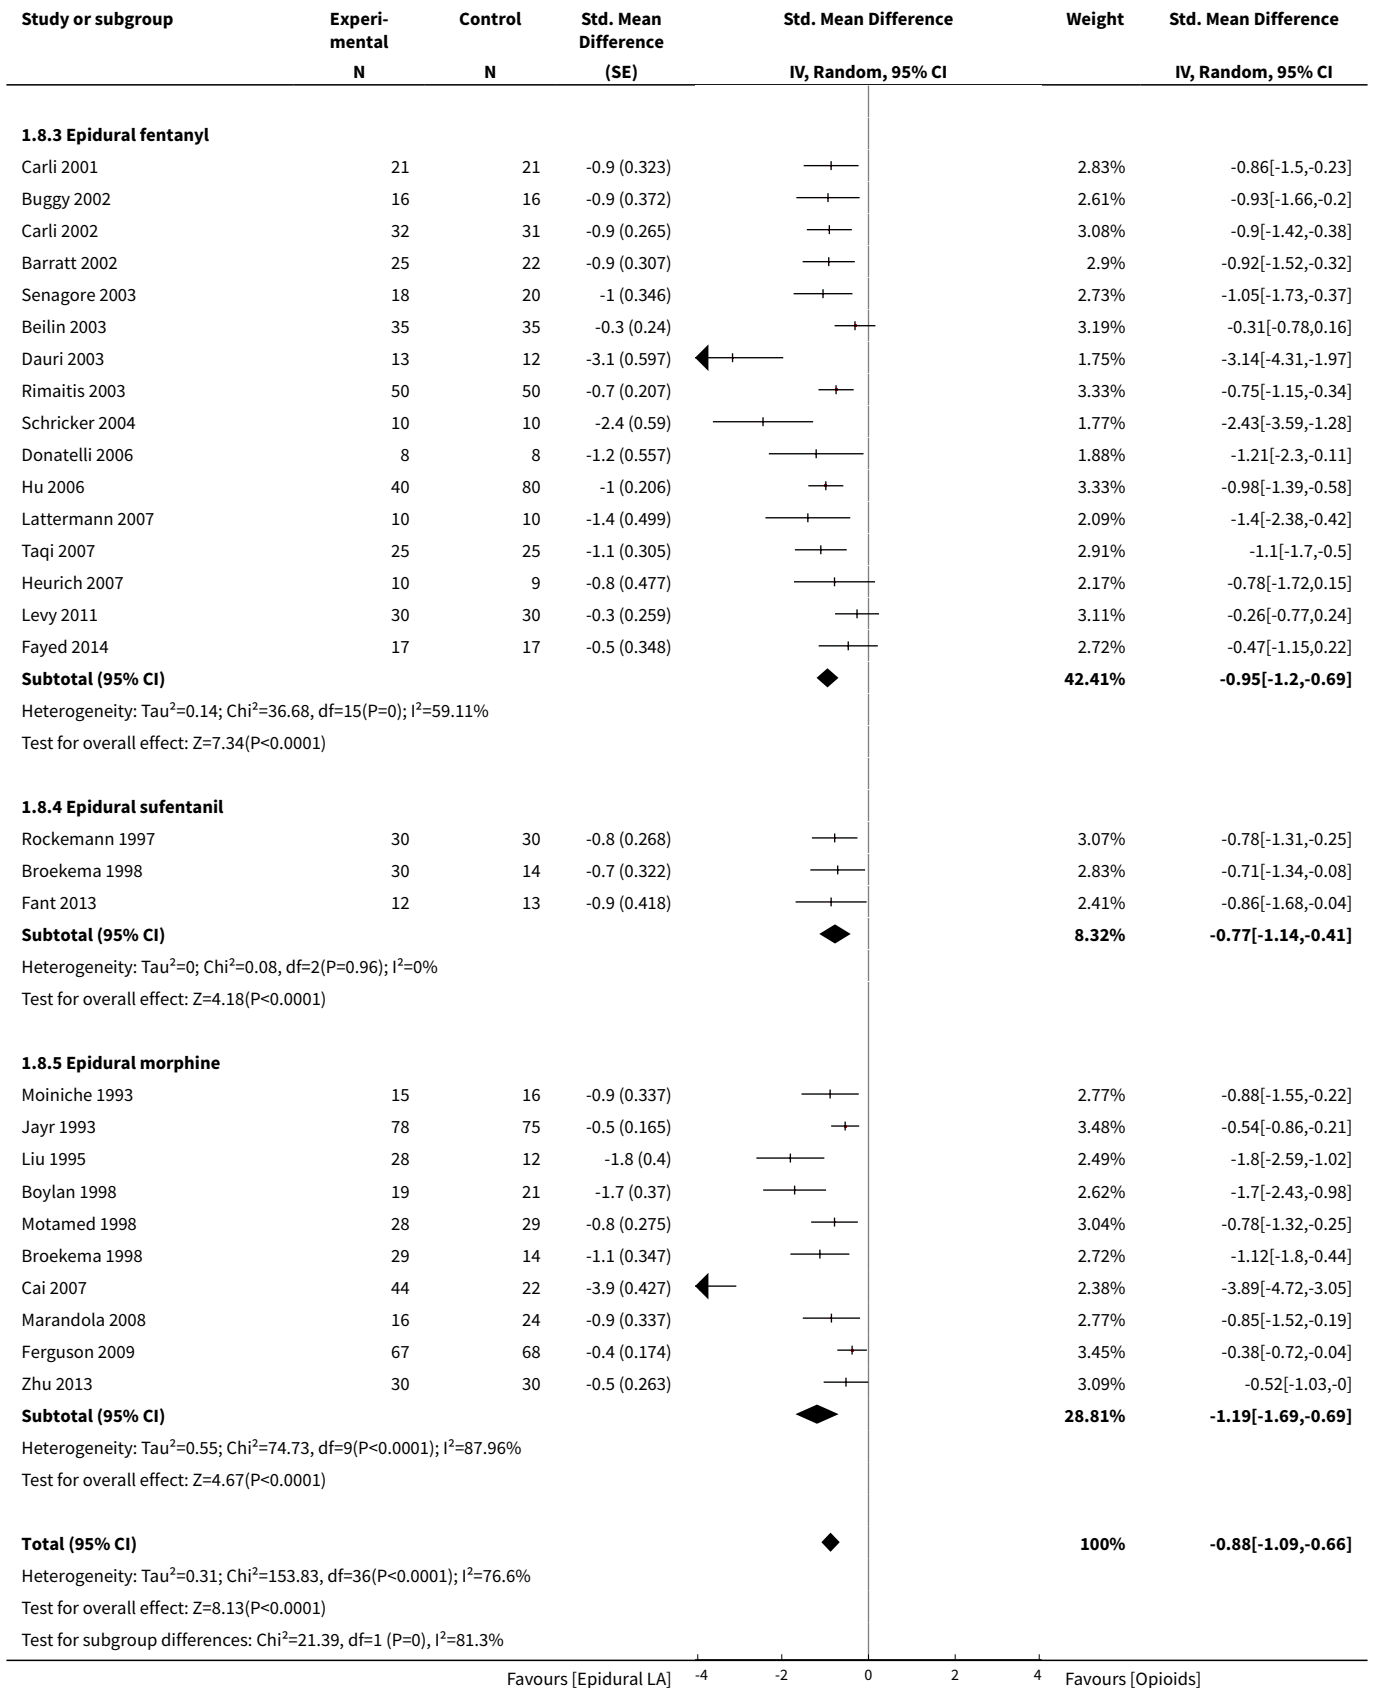 Study or subgroup Experi- Control Std. Mean Std. Mean Difference Weight Std. Mean Difference
mental Difference
N N (SE) IV, Random, 95% CI IV, Random, 95% CI
1.8.3 Epidural fentanyl
Carli 2001 21 21 -0.9 (0.323) 2.83% -0.86[-1.5,-0.23]
Buggy 2002 16 16 -0.9 (0.372) 2.61% -0.93[-1.66,-0.2]
Carli 2002 32 31 -0.9 (0.265) 3.08% -0.9[-1.42,-0.38]
Barratt 2002 25 22 -0.9 (0.307) 2.9% -0.92[-1.52,-0.32]
Senagore 2003 18 20 -1 (0.346) 2.73% -1.05[-1.73,-0.37]
Beilin 2003 35 35 -0.3 (0.24) 3.19% -0.31[-0.78,0.16]
Dauri 2003 13 12 -3.1 (0.597) 1.75% -3.14[-4.31,-1.97]
Rimaitis 2003 50 50 -0.7 (0.207) 3.33% -0.75[-1.15,-0.34]
Schricker 2004 10 10 -2.4 (0.59) 1.77% -2.43[-3.59,-1.28]
Donatelli 2006 8 8 -1.2 (0.557) 1.88% -1.21[-2.3,-0.11]
Hu 2006 40 80 -1 (0.206) 3.33% -0.98[-1.39,-0.58]
Lattermann 2007 10 10 -1.4 (0.499) 2.09% -1.4[-2.38,-0.42]
Taqi 2007 25 25 -1.1 (0.305) 2.91% -1.1[-1.7,-0.5]
Heurich 2007 10 9 -0.8 (0.477) 2.17% -0.78[-1.72,0.15]
Levy 2011 30 30 -0.3 (0.259) 3.11% -0.26[-0.77,0.24]
Fayed 2014 17 17 -0.5 (0.348) 2.72% -0.47[-1.15,0.22]
Subtotal (95% CI) 42.41% -0.95[-1.2,-0.69]
Heterogeneity: Tau²=0.14; Chi²=36.68, df=15(P=0); I²=59.11%
Test for overall effect: Z=7.34(P<0.0001)
1.8.4 Epidural sufentanil
Rockemann 1997 30 30 -0.8 (0.268) 3.07% -0.78[-1.31,-0.25]
Broekema 1998 30 14 -0.7 (0.322) 2.83% -0.71[-1.34,-0.08]
Fant 2013 12 13 -0.9 (0.418) 2.41% -0.86[-1.68,-0.04]
Subtotal (95% CI) 8.32% -0.77[-1.14,-0.41]
Heterogeneity: Tau²=0; Chi²=0.08, df=2(P=0.96); I²=0%
Test for overall effect: Z=4.18(P<0.0001)
1.8.5 Epidural morphine
Moiniche 1993 15 16 -0.9 (0.337) 2.77% -0.88[-1.55,-0.22]
Jayr 1993 78 75 -0.5 (0.165) 3.48% -0.54[-0.86,-0.21]
Liu 1995 28 12 -1.8 (0.4) 2.49% -1.8[-2.59,-1.02]
Boylan 1998 19 21 -1.7 (0.37) 2.62% -1.7[-2.43,-0.98]
Motamed 1998 28 29 -0.8 (0.275) 3.04% -0.78[-1.32,-0.25]
Broekema 1998 29 14 -1.1 (0.347) 2.72% -1.12[-1.8,-0.44]
Cai 2007 44 22 -3.9 (0.427) 2.38% -3.89[-4.72,-3.05]
Marandola 2008 16 24 -0.9 (0.337) 2.77% -0.85[-1.52,-0.19]
Ferguson 2009 67 68 -0.4 (0.174) 3.45% -0.38[-0.72,-0.04]
Zhu 2013 30 30 -0.5 (0.263) 3.09% -0.52[-1.03,-0]
Subtotal (95% CI) 28.81% -1.19[-1.69,-0.69]
Heterogeneity: Tau²=0.55; Chi²=74.73, df=9(P<0.0001); I²=87.96%
Test for overall effect: Z=4.67(P<0.0001)
Total (95% CI) 100% -0.88[-1.09,-0.66]
Heterogeneity: Tau²=0.31; Chi²=153.83, df=36(P<0.0001); I²=76.6%
Test for overall effect: Z=8.13(P<0.0001)
Test for subgroup differences: Chi²=21.39, df=1 (P=0), I²=81.3%
Favours [Epidural LA] -4 -2 0 2 4 Favours [Opioids]